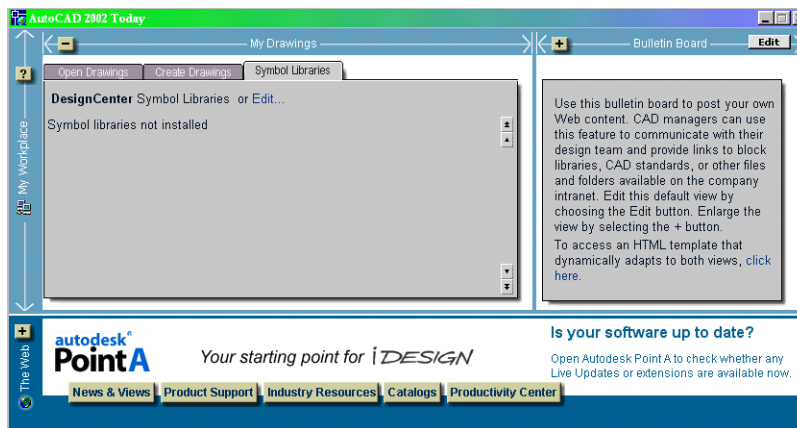 AutoCAD 2002 Today
My Drawings
Bulletin Board
Edit
My Workplace
Open Drawings
Create Drawings
Symbol Libraries
DesignCenter Symbol Libraries or Edit...
Symbol libraries not installed
Use this bulletin board to post your own
Web content. CAD managers can use
this feature to communicate with their
design team and provide links to block
libraries, CAD standards, or other files
and folders available on the company
intranet. Edit this default view by
choosing the Edit button. Enlarge the
view by selecting the + button.
To access an HTML template that
dynamically adapts to both views, click
here.
The Web
autodesk®
Point A
Your starting point for iDESIGN
Is your software up to date?
Open Autodesk Point A to check whether any
Live Updates or extensions are available now.
News & Views
Product Support
Industry Resources
Catalogs
Productivity Center